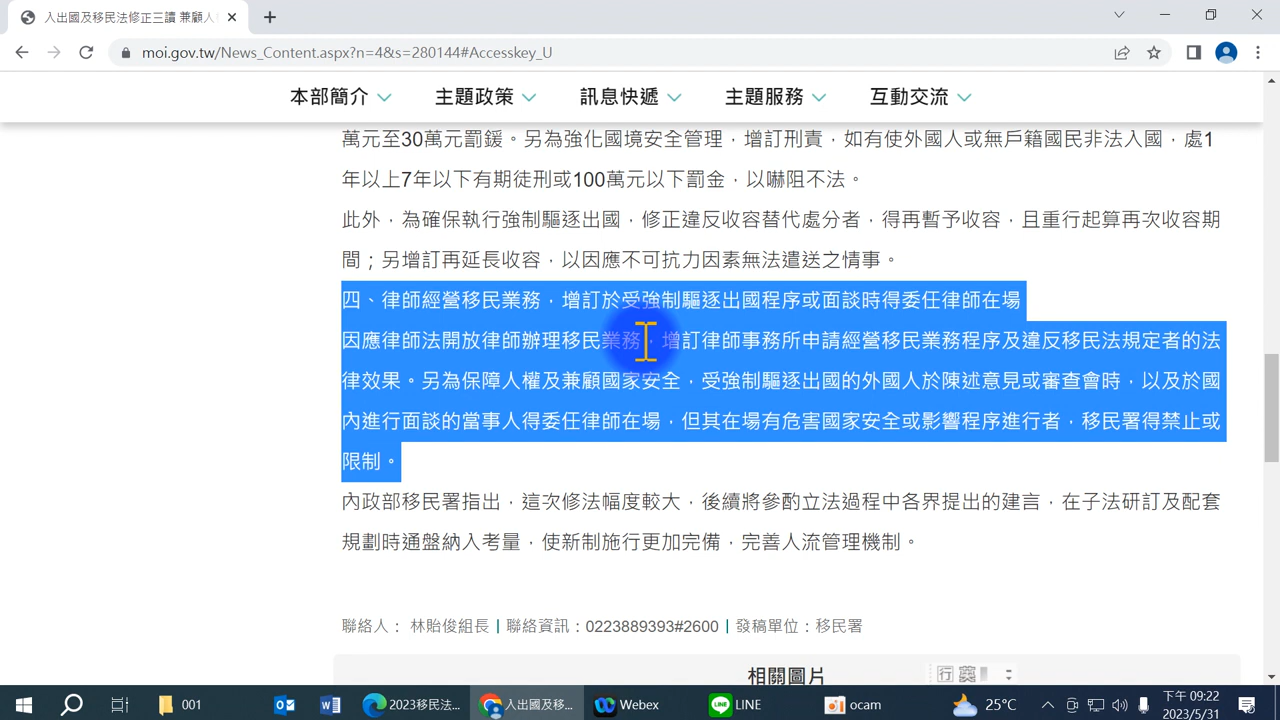 入出國及移民法修正三讀 兼顧人
moi.gov.tw/News_Content.aspx?n=4&s=280144#Accesskey_U
本部簡介 主題政策 訊息快遞 主題服務 互動交流
萬元至30萬元罰鍰。另為強化國境安全管理，增訂刑責，如有使外國人或無戶籍國民非法入國，處1
年以上7年以下有期徒刑或100萬元以下罰金，以嚇阻不法。
此外，為確保執行強制驅逐出國，修正違反收容替代處分者，得再暫予收容，且重行起算再次收容期
間；另增訂再延長收容，以因應不可抗力因素無法遣送之情事。
四、律師經營移民業務，增訂於受強制驅逐出國程序或面談時得委任律師在場
因應律師法開放律師辦理移民業務，增訂律師事務所申請經營移民業務程序及違反移民法規定者的法
律效果。另為保障人權及兼顧國家安全，受強制驅逐出國的外國人於陳述意見或審查會時，以及於國
內進行面談的當事人得委任律師在場，但其在場有危害國家安全或影響程序進行者，移民署得禁止或
限制。
內政部移民署指出，這次修法幅度較大，後續將參酌立法過程中各界提出的建言，在子法研訂及配套
規劃時通盤納入考量，使新制施行更加完備，完善人流管理機制。
聯絡人： 林貽俊組長 | 聯絡資訊：0223889393#2600 | 發稿單位：移民署
相關圖片
行 英
001 2023移民法... 入出國及移... Webex LINE ocam 25°C 下午 09:22
2023/5/31